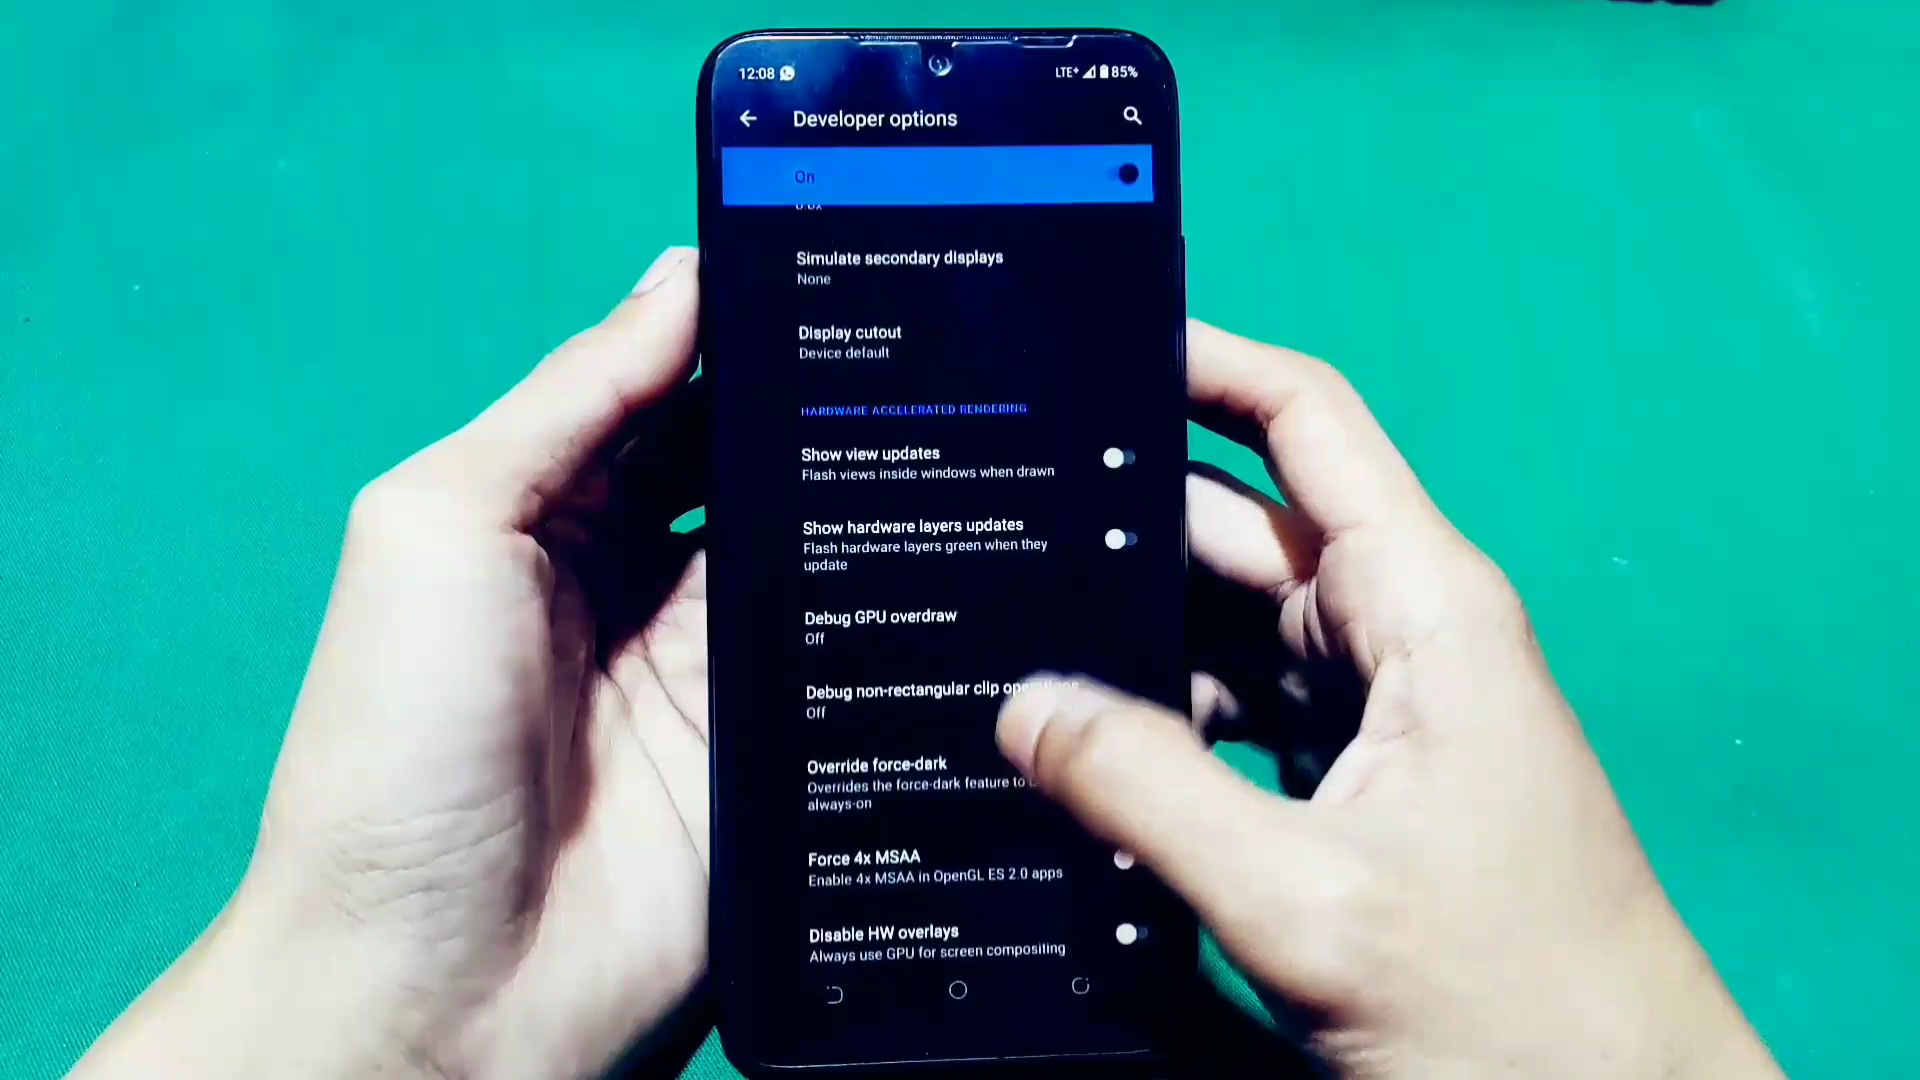 12:08 LTE+ 85%
Developer options
On
Simulate secondary displays
None
Display cutout
Device default
HARDWARE ACCELERATED RENDERING
Show view updates
Flash views inside windows when drawn
Show hardware layers updates
Flash hardware layers green when they
update
Debug GPU overdraw
Off
Debug non-rectangular clip operations
Off
Override force-dark
Overrides the force-dark feature to
always-on
Force 4x MSAA
Enable 4x MSAA in OpenGL ES 2.0 apps
Disable HW overlays
Always use GPU for screen compositing